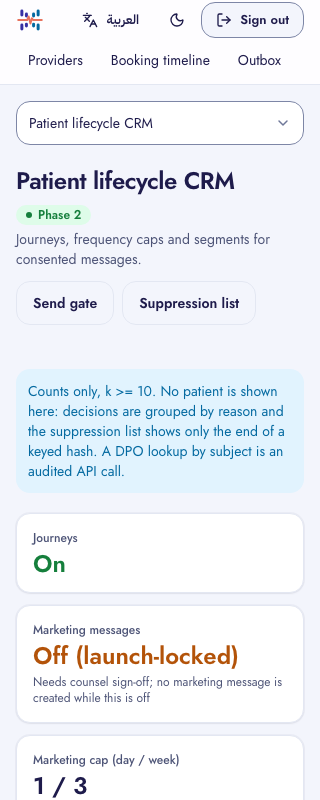 العربية
Sign out
Providers
Booking timeline
Outbox
Patient lifecycle CRM
Patient lifecycle CRM
Phase 2
Journeys, frequency caps and segments for
consented messages.
Send gate
Suppression list
Counts only, k >= 10. No patient is shown
here: decisions are grouped by reason and
the suppression list shows only the end of a
keyed hash. A DPO lookup by subject is an
audited API call.
Journeys
On
Marketing messages
Off (launch-locked)
Needs counsel sign-off; no marketing message is
created while this is off
Marketing cap (day / week)
1 / 3